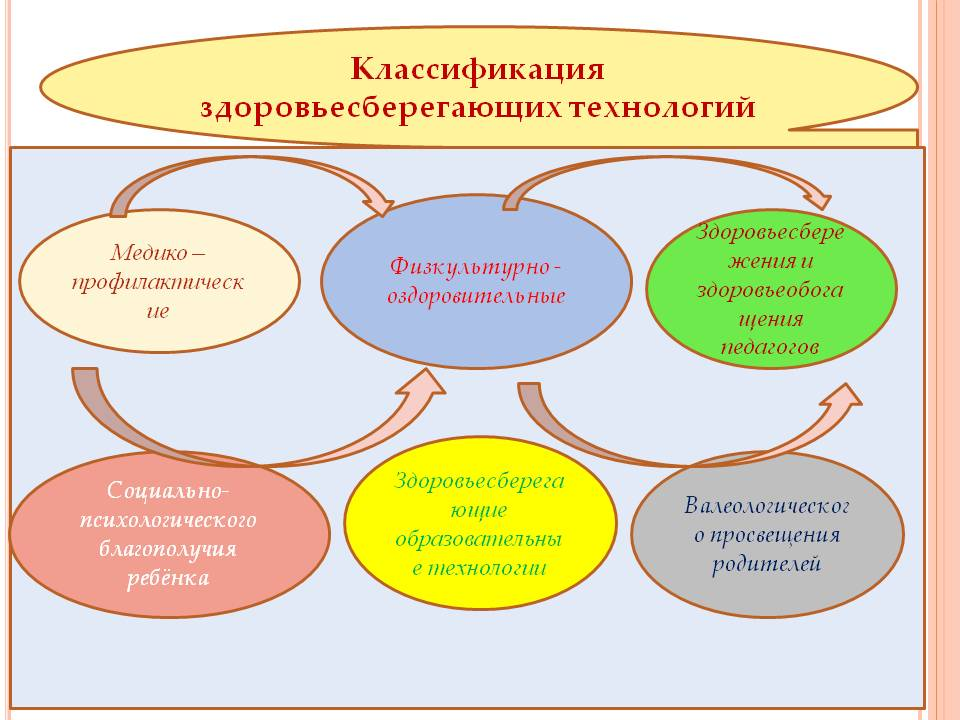 Классификация
здоровьесберегающих технологий
Медико –
профилактическ
ие
Физкультурно -
оздоровительные
Здоровьесбере
жения и
здоровьеобога
щения
педагогов
Социально-
психологического
благополучия
ребёнка
Здоровьесберега
ющие
образовательны
е технологии
Валеологическог
о просвещения
родителей